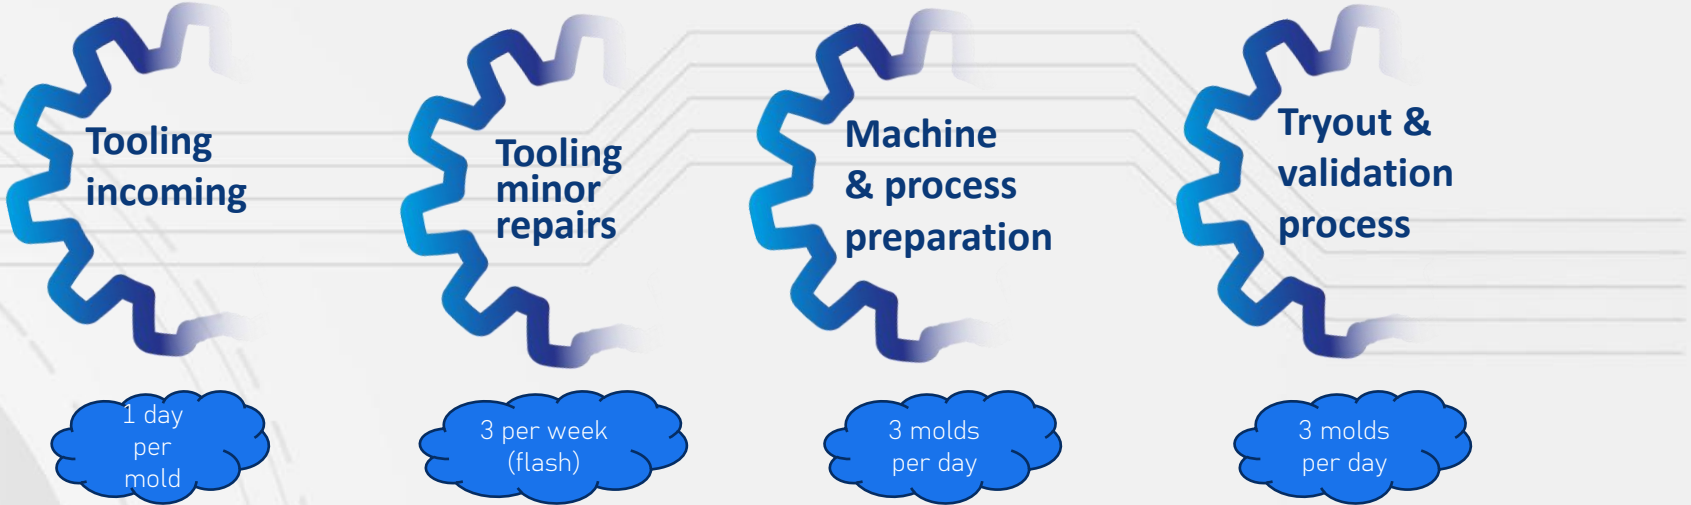 Tooling
incoming
Tooling
minor
repairs
Machine
& process
preparation
Tryout &
validation
process
1 day
per
mold
3 per week
(flash)
3 molds
per day
3 molds
per day